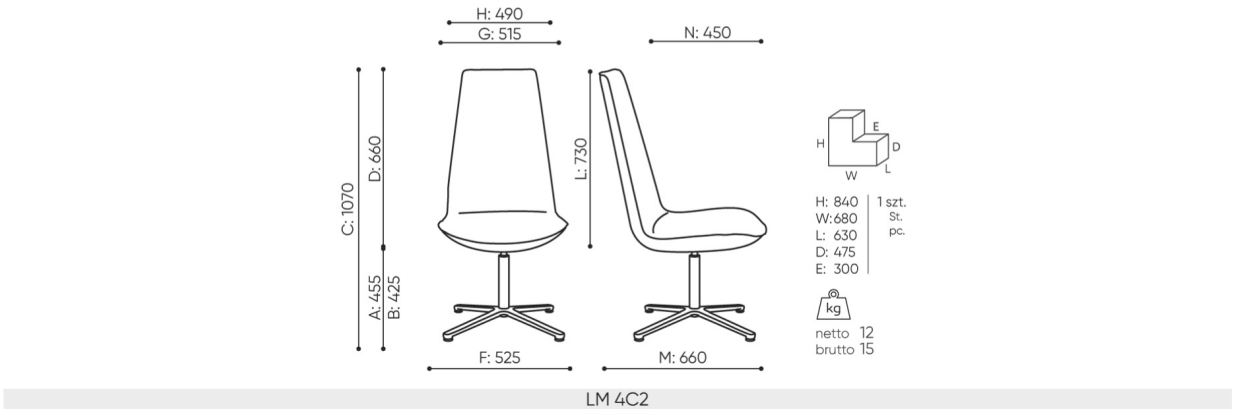 H: 490
G: 515
N: 450
C: 1070
D: 660
A: 455
B: 425
L: 730
F: 525
M: 660
H
E
D
L
W
H: 840
W:680
L: 630
D: 475
E: 300
1 szt.
St.
pc.
kg
netto 12
brutto 15
LM 4C2